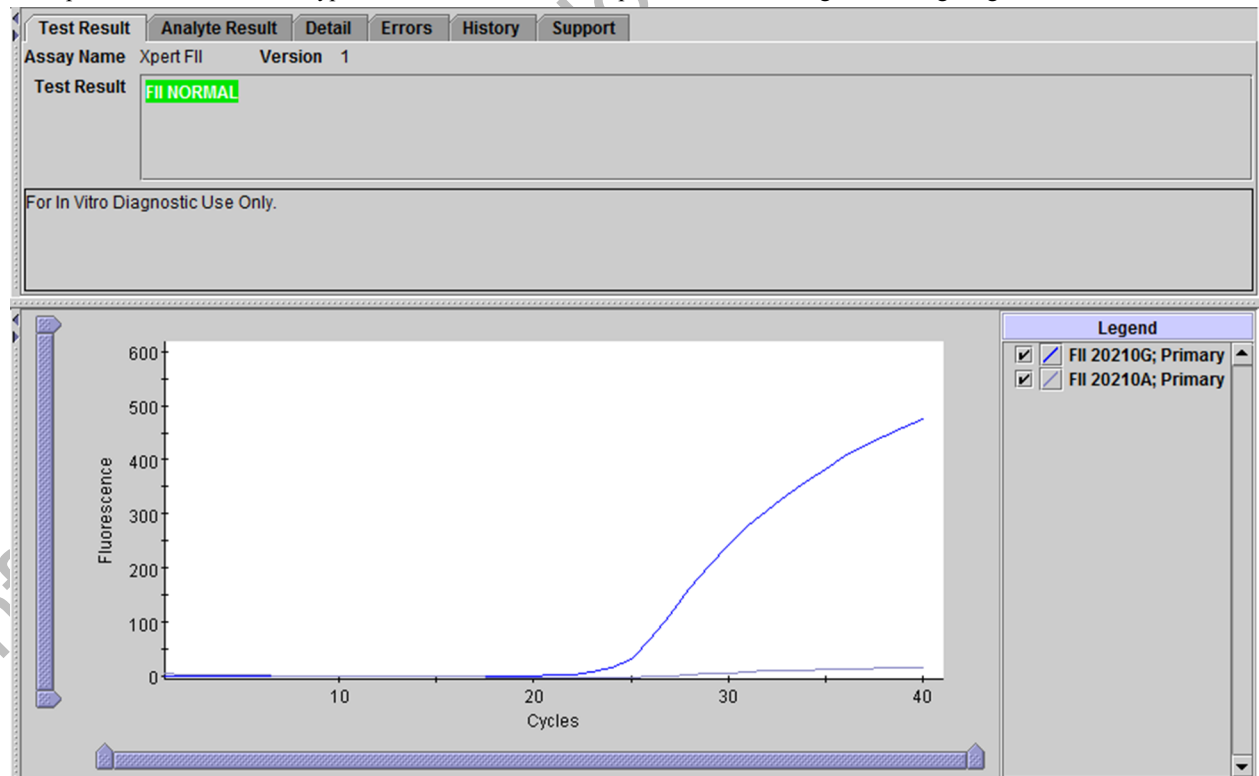 Test Result Analyte Result Detail Errors History Support
Assay Name Xpert FII Version 1
Test Result FII NORMAL
For In Vitro Diagnostic Use Only.
Legend
FII 20210G; Primary
FII 20210A; Primary
600
500
400
300
200
100
0
Fluorescence
10 20 30 40
Cycles